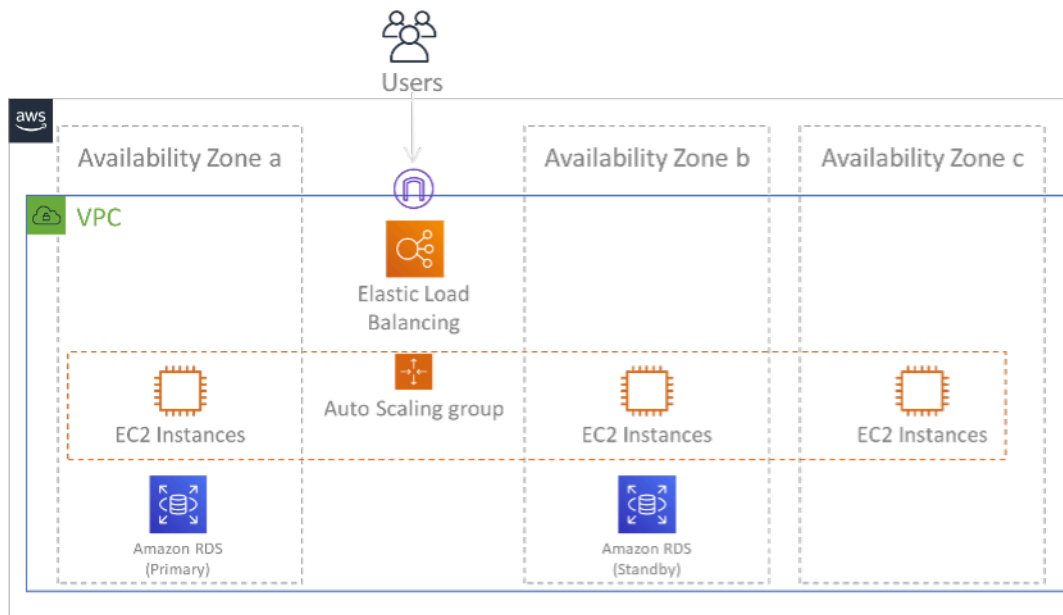 Users
aws
Availability Zone a
Availability Zone b
Availability Zone c
VPC
Elastic Load
Balancing
Auto Scaling group
EC2 Instances
EC2 Instances
EC2 Instances
Amazon RDS
(Primary)
Amazon RDS
(Standby)